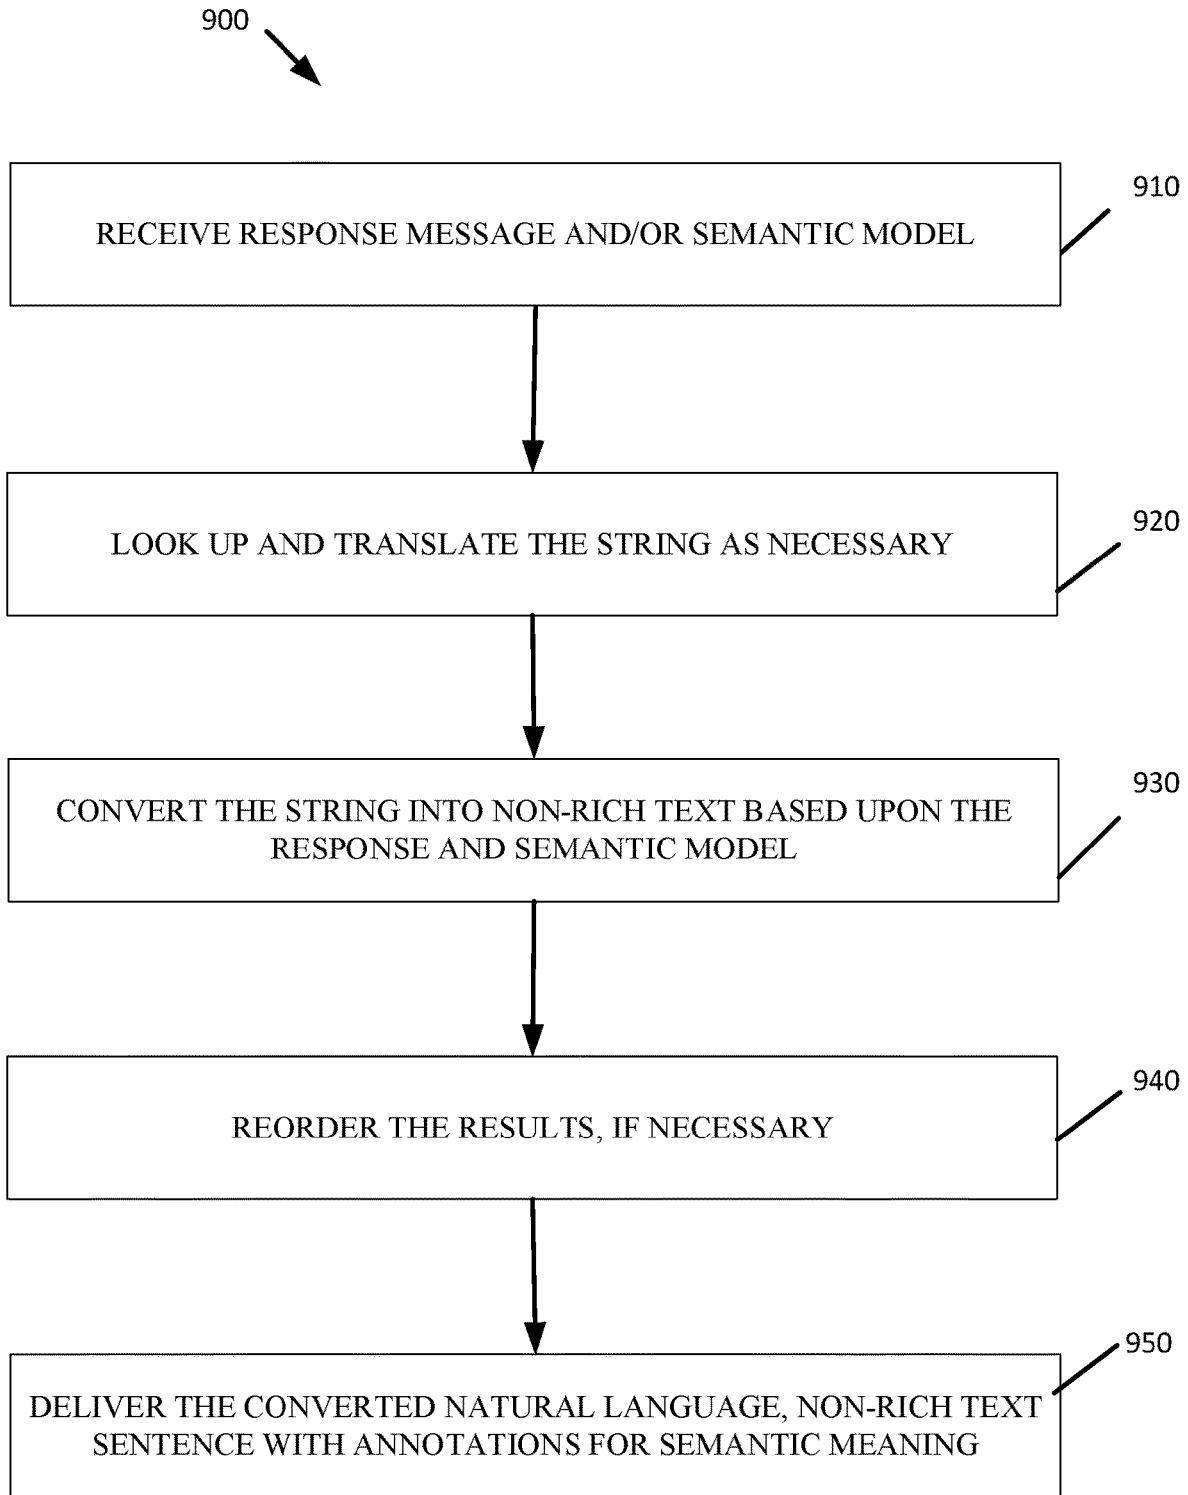 900
910
RECEIVE RESPONSE MESSAGE AND/OR SEMANTIC MODEL
920
LOOK UP AND TRANSLATE THE STRING AS NECESSARY
930
CONVERT THE STRING INTO NON-RICH TEXT BASED UPON THE
RESPONSE AND SEMANTIC MODEL
940
REORDER THE RESULTS, IF NECESSARY
950
DELIVER THE CONVERTED NATURAL LANGUAGE, NON-RICH TEXT
SENTENCE WITH ANNOTATIONS FOR SEMANTIC MEANING